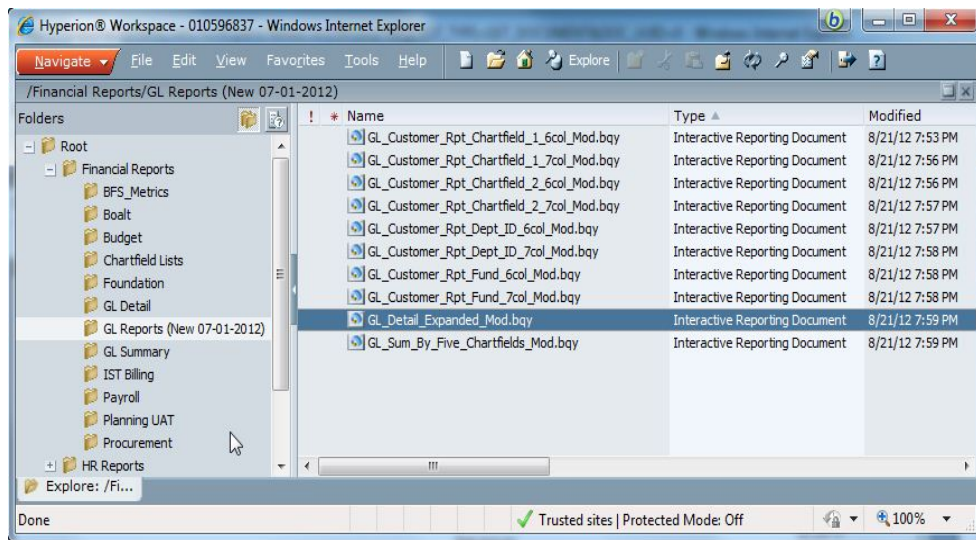 Hyperion® Workspace - 010596837 - Windows Internet Explorer
Navigate File Edit View Favorites Tools Help Explore
/Financial Reports/GL Reports (New 07-01-2012)
Folders ! * Name Type Modified
Root
Financial Reports
BFS_Metrics
Boalt
Budget
Chartfield Lists
Foundation
GL Detail
GL Reports (New 07-01-2012)
GL Summary
IST Billing
Payroll
Planning UAT
Procurement
HR Reports
GL_Customer_Rpt_Chartfield_1_6col_Mod.bqy Interactive Reporting Document 8/21/12 7:53 PM
GL_Customer_Rpt_Chartfield_1_7col_Mod.bqy Interactive Reporting Document 8/21/12 7:56 PM
GL_Customer_Rpt_Chartfield_2_6col_Mod.bqy Interactive Reporting Document 8/21/12 7:56 PM
GL_Customer_Rpt_Chartfield_2_7col_Mod.bqy Interactive Reporting Document 8/21/12 7:57 PM
GL_Customer_Rpt_Dept_ID_6col_Mod.bqy Interactive Reporting Document 8/21/12 7:57 PM
GL_Customer_Rpt_Dept_ID_7col_Mod.bqy Interactive Reporting Document 8/21/12 7:58 PM
GL_Customer_Rpt_Fund_6col_Mod.bqy Interactive Reporting Document 8/21/12 7:58 PM
GL_Customer_Rpt_Fund_7col_Mod.bqy Interactive Reporting Document 8/21/12 7:58 PM
GL_Detail_Expanded_Mod.bqy Interactive Reporting Document 8/21/12 7:59 PM
GL_Sum_By_Five_Chartfields_Mod.bqy Interactive Reporting Document 8/21/12 7:59 PM
Explore: /Fi...
Done Trusted sites | Protected Mode: Off 100%